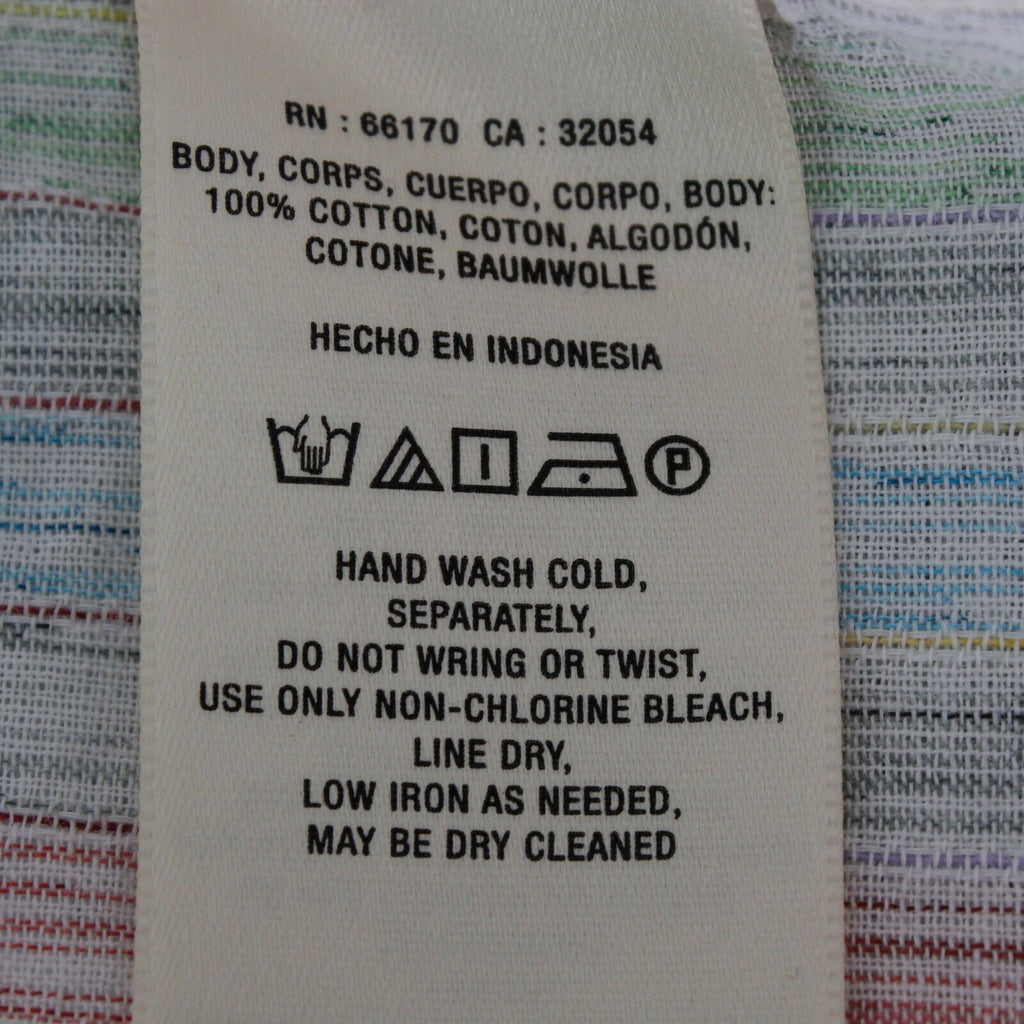 RN : 66170 CA : 32054
BODY, CORPS, CUERPO, CORPO, BODY:
100% COTTON, COTON, ALGODÓN,
COTONE, BAUMWOLLE
HECHO EN INDONESIA
P
HAND WASH COLD,
SEPARATELY,
DO NOT WRING OR TWIST,
USE ONLY NON-CHLORINE BLEACH,
LINE DRY,
LOW IRON AS NEEDED,
MAY BE DRY CLEANED